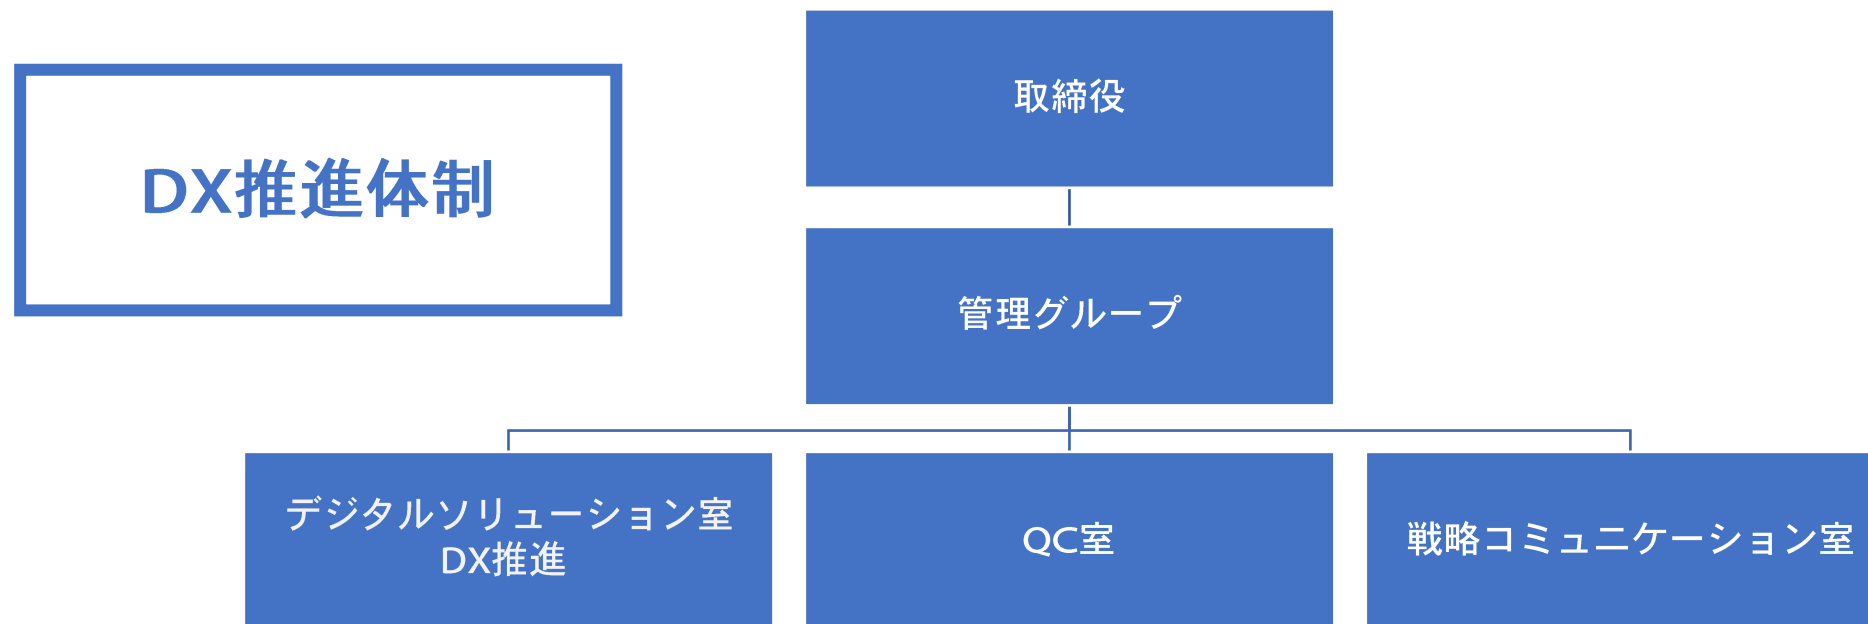 DX推進体制
取締役
管理グループ
デジタルソリューション室
DX推進
QC室
戦略コミュニケーション室